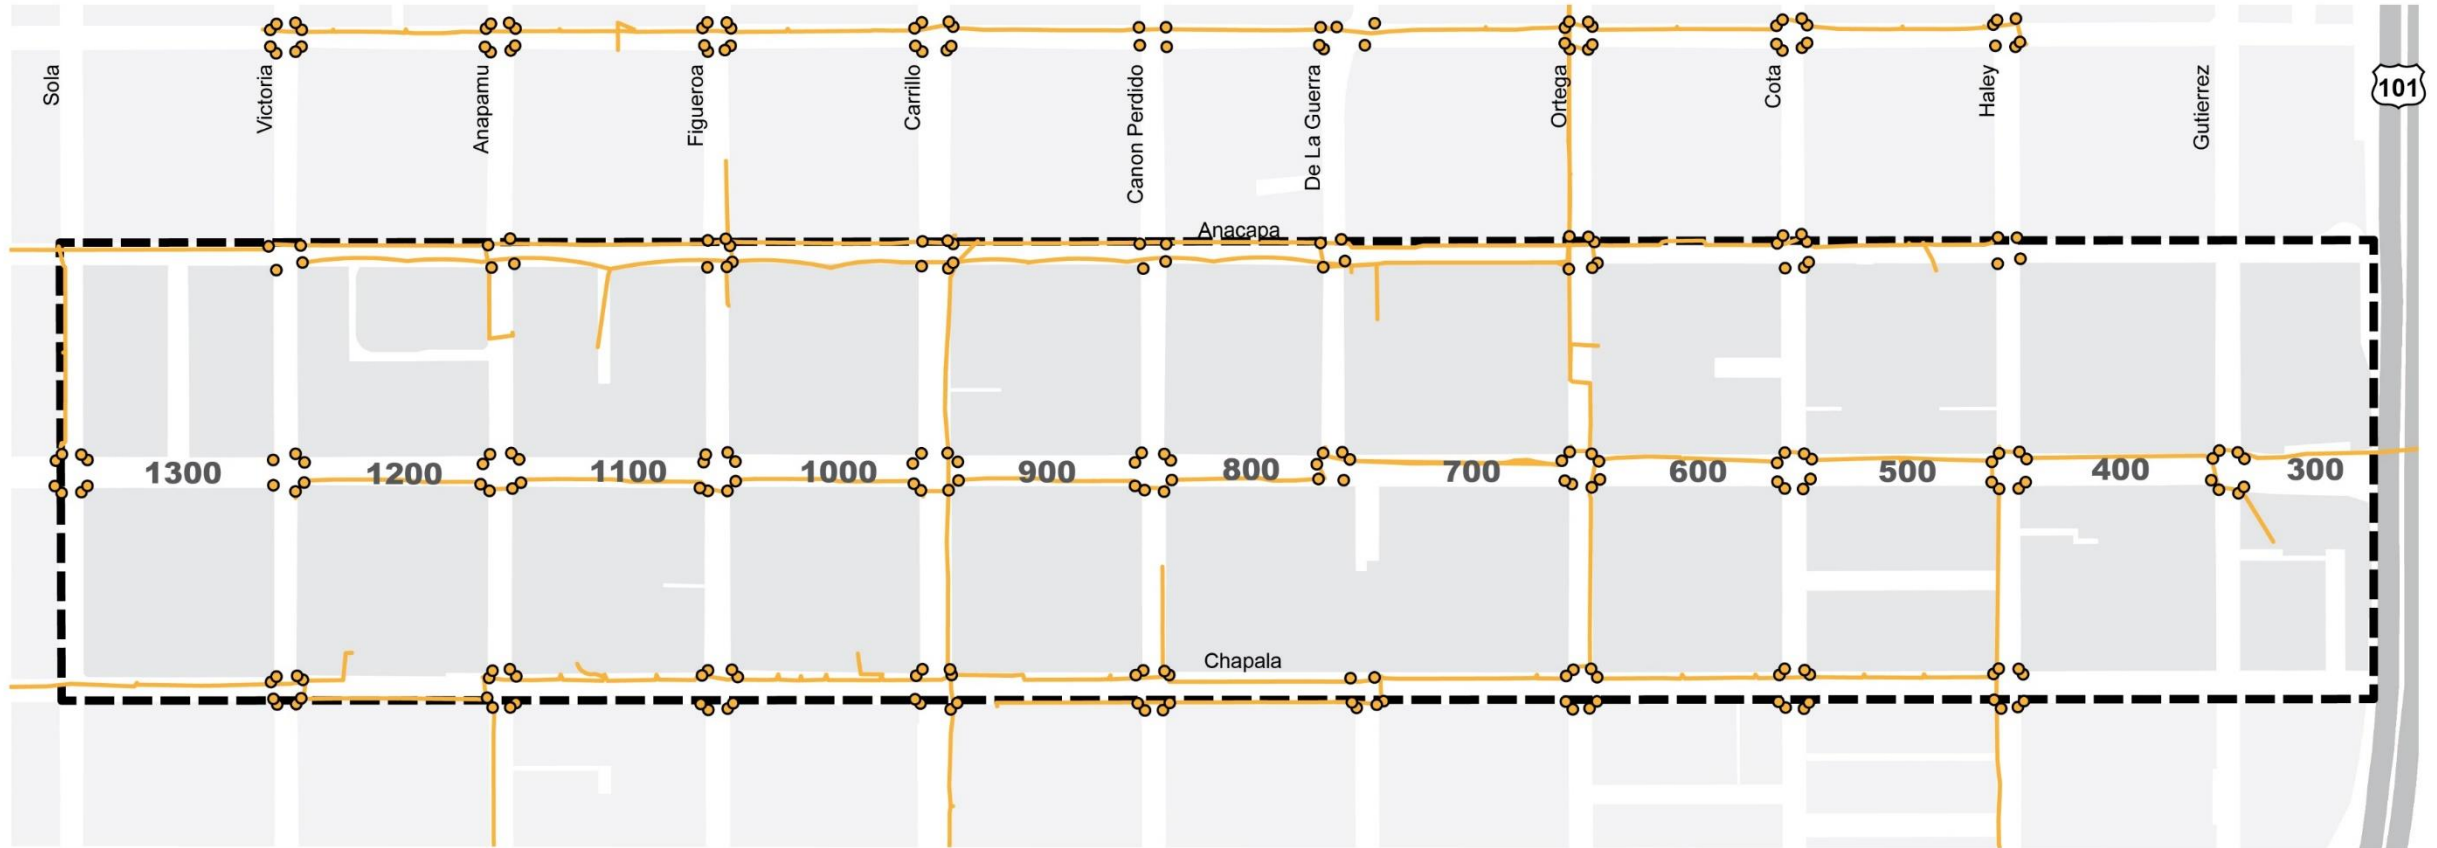 Sola
Victoria
Anapamu
Figueroa
Carrillo
Canon Perdido
De La Guerra
Ortega
Cota
Haley
Gutierrez
101
Anacapa
1300
1200
1100
1000
900
800
700
600
500
400
300
Chapala